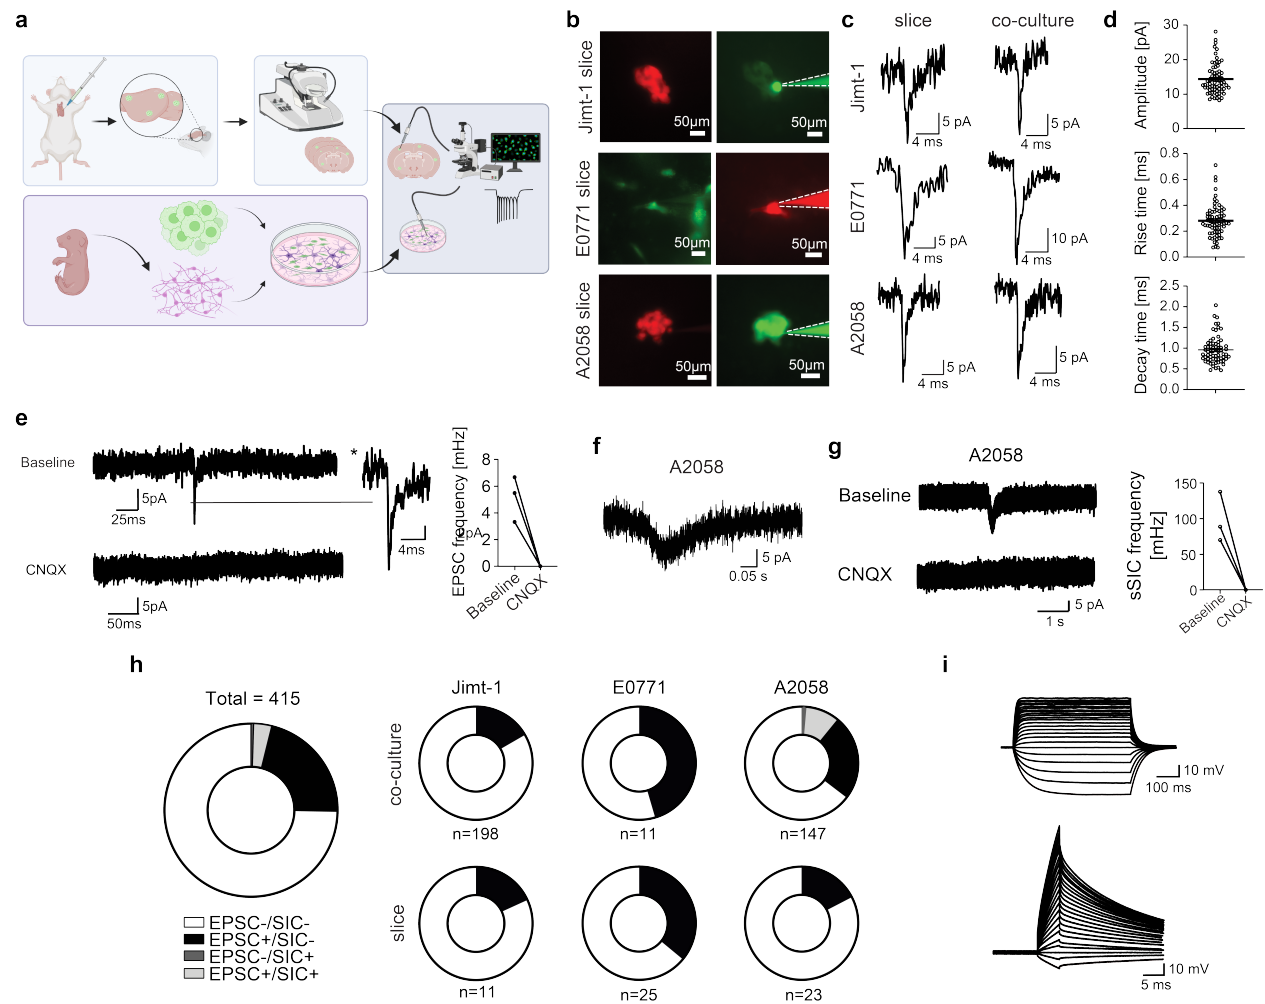 a
b
Jimt-1 slice
50µm
50µm
E0771 slice
50µm
50µm
A2058 slice
50µm
50µm
c
slice
co-culture
Jimt-1
5 pA
4 ms
5 pA
4 ms
E0771
5 pA
4 ms
10 pA
4 ms
A2058
5 pA
4 ms
5 pA
4 ms
d
Amplitude [pA]
30
20
10
0
Rise time [ms]
0.8
0.6
0.4
0.2
0.0
Decay time [ms]
2.5
2.0
1.5
1.0
0.5
0.0
e
Baseline
5pA
25ms
*
4ms
pA
CNQX
5pA
50ms
EPSC frequency [mHz]
8
6
4
2
0
Baseline
CNQX
f
A2058
5 pA
0.05 s
g
A2058
Baseline
CNQX
5 pA
1 s
sSIC frequency
[mHz]
150
100
50
0
Baseline
CNQX
h
Total = 415
EPSC-/SIC-
EPSC+/SIC-
EPSC-/SIC+
EPSC+/SIC+
Jimt-1
E0771
A2058
co-culture
n=198
n=11
n=147
slice
n=11
n=25
n=23
i
10 mV
100 ms
10 mV
5 ms